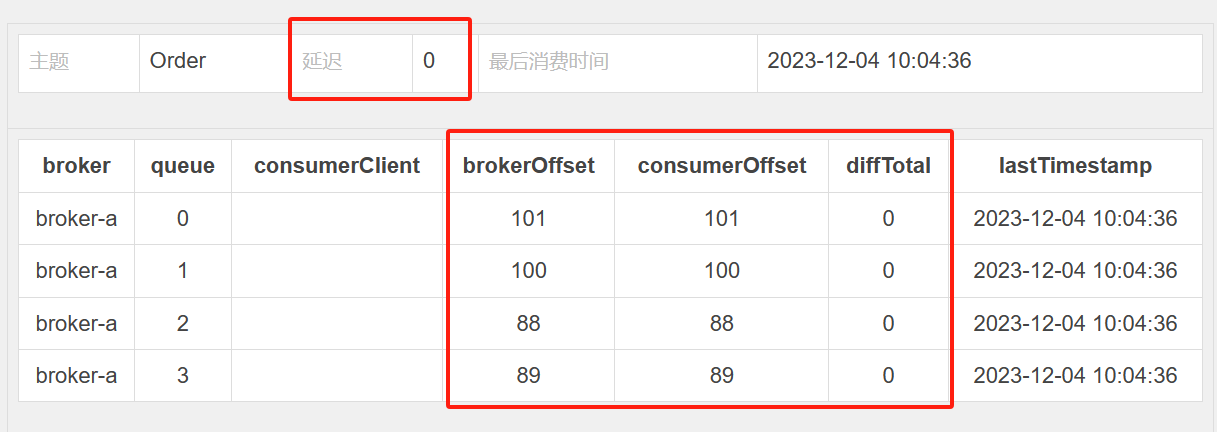 主题 Order 延迟 0 最后消费时间 2023-12-04 10:04:36
broker queue consumerClient brokerOffset consumerOffset diffTotal lastTimestamp
broker-a 0 101 101 0 2023-12-04 10:04:36
broker-a 1 100 100 0 2023-12-04 10:04:36
broker-a 2 88 88 0 2023-12-04 10:04:36
broker-a 3 89 89 0 2023-12-04 10:04:36